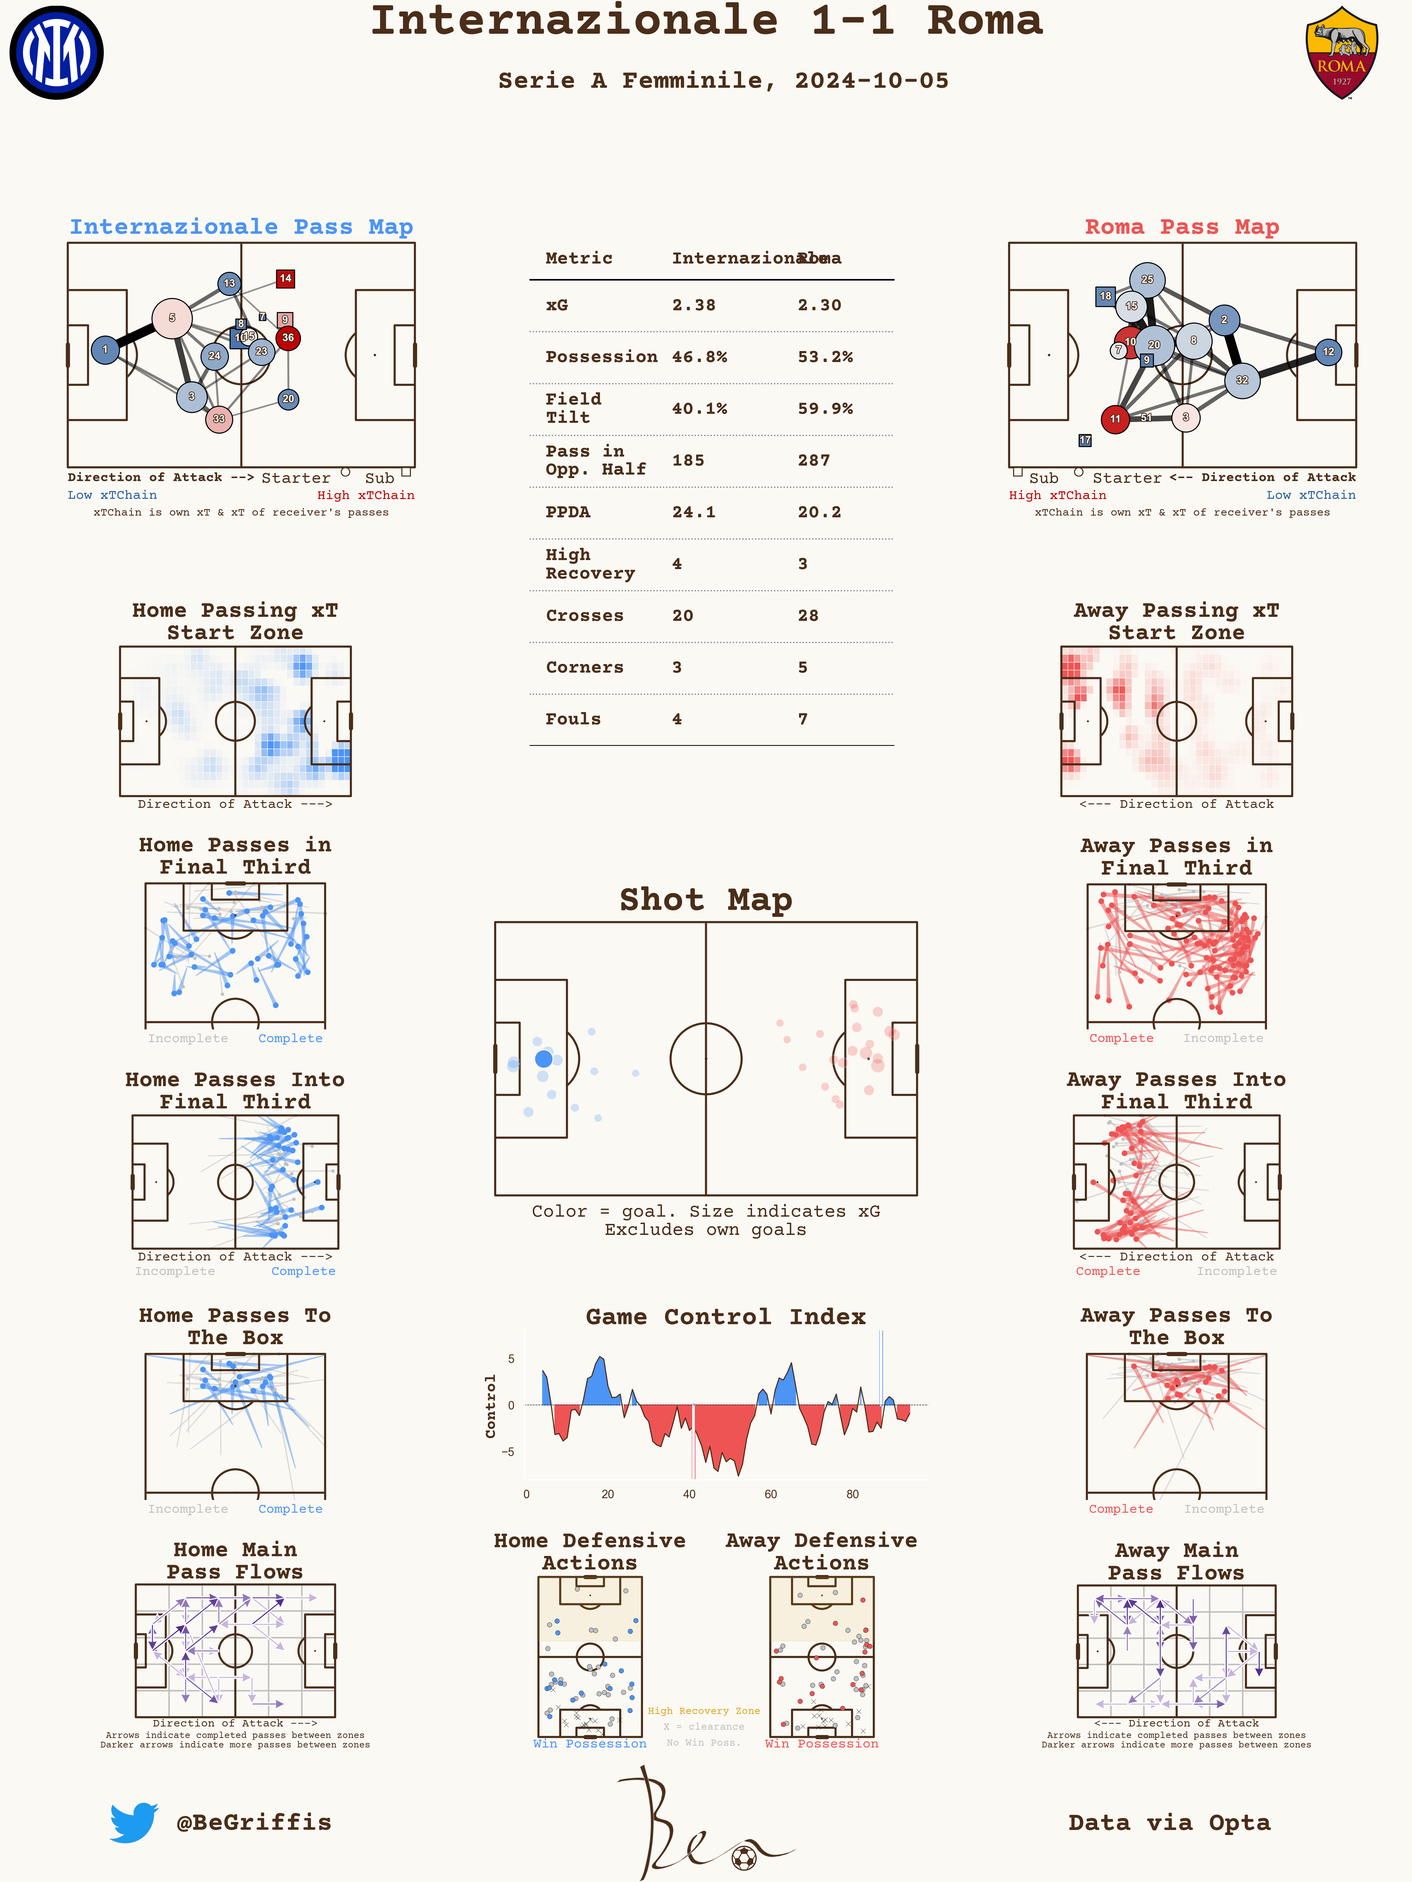 Internazionale 1-1 Roma
Serie A Femminile, 2024-10-05
ROMA
1927
Internazionale Pass Map
14
13
5
8
7
9
15
36
1
24
23
3
20
33
Direction of Attack --> Starter Sub
Low xTChain High xTChain
xTChain is own xT & xT of receiver's passes
Metric Internazionale Roma
xG 2.38 2.30
Possession 46.8% 53.2%
Field
Tilt 40.1% 59.9%
Pass in
Opp. Half 185 287
PPDA 24.1 20.2
High
Recovery 4 3
Crosses 20 28
Corners 3 5
Fouls 4 7
Roma Pass Map
25
18
15
2
10
20
8
7
9
12
32
11
51
3
17
Sub Starter <-- Direction of Attack
High xTChain Low xTChain
xTChain is own xT & xT of receiver's passes
Home Passing xT
Start Zone
Direction of Attack --->
Away Passing xT
Start Zone
<--- Direction of Attack
Home Passes in
Final Third
Incomplete Complete
Away Passes in
Final Third
Complete Incomplete
Shot Map
Color = goal. Size indicates xG
Excludes own goals
Home Passes Into
Final Third
Direction of Attack --->
Incomplete Complete
Away Passes Into
Final Third
<--- Direction of Attack
Complete Incomplete
Home Passes To
The Box
Incomplete Complete
Game Control Index
Control
5
0
−5
0 20 40 60 80
Away Passes To
The Box
Complete Incomplete
Home Main
Pass Flows
Direction of Attack --->
Arrows indicate completed passes between zones
Darker arrows indicate more passes between zones
Home Defensive
Actions
Win Possession
High Recovery Zone
X = clearance
No Win Poss.
Away Defensive
Actions
Win Possession
Away Main
Pass Flows
<--- Direction of Attack
Arrows indicate completed passes between zones
Darker arrows indicate more passes between zones
@BeGriffis
Data via Opta